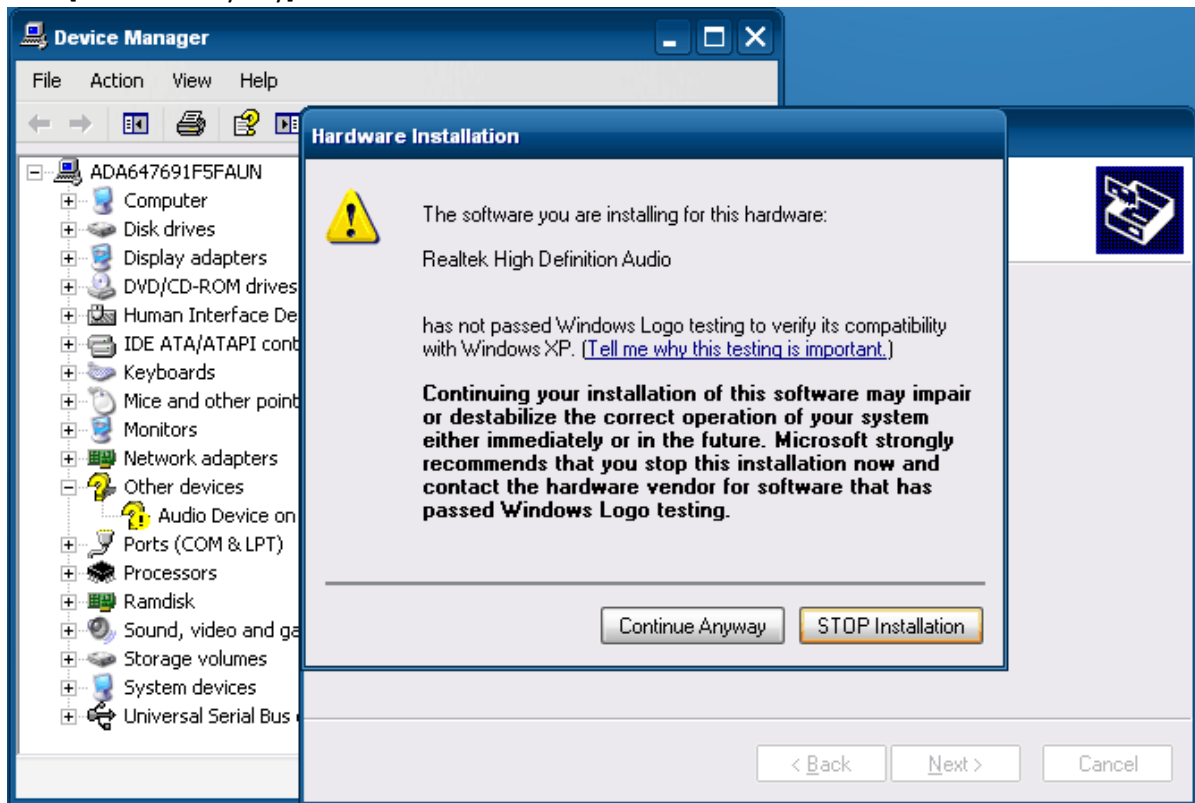 Device Manager
File Action View Help
ADA647691F5FAUN
Computer
Disk drives
Display adapters
DVD/CD-ROM drives
Human Interface De
IDE ATA/ATAPI cont
Keyboards
Mice and other point
Monitors
Network adapters
Other devices
Audio Device on
Ports (COM & LPT)
Processors
Ramdisk
Sound, video and ga
Storage volumes
System devices
Universal Serial Bus
Hardware Installation
The software you are installing for this hardware:
Realtek High Definition Audio
has not passed Windows Logo testing to verify its compatibility
with Windows XP. (Tell me why this testing is important.)
Continuing your installation of this software may impair
or destabilize the correct operation of your system
either immediately or in the future. Microsoft strongly
recommends that you stop this installation now and
contact the hardware vendor for software that has
passed Windows Logo testing.
Continue Anyway STOP Installation
< Back Next > Cancel